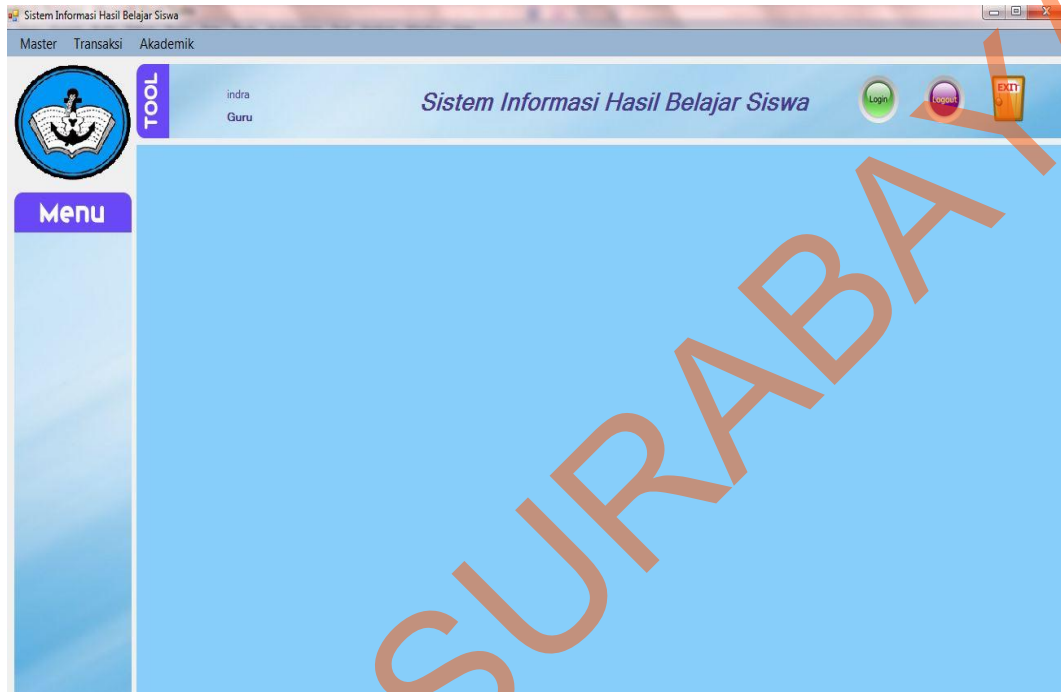 Sistem Informasi Hasil Belajar Siswa
Master Transaksi Akademik
TOOL
indra
Guru
Sistem Informasi Hasil Belajar Siswa
Login
Logout
EXIT
Menu
SURABAY